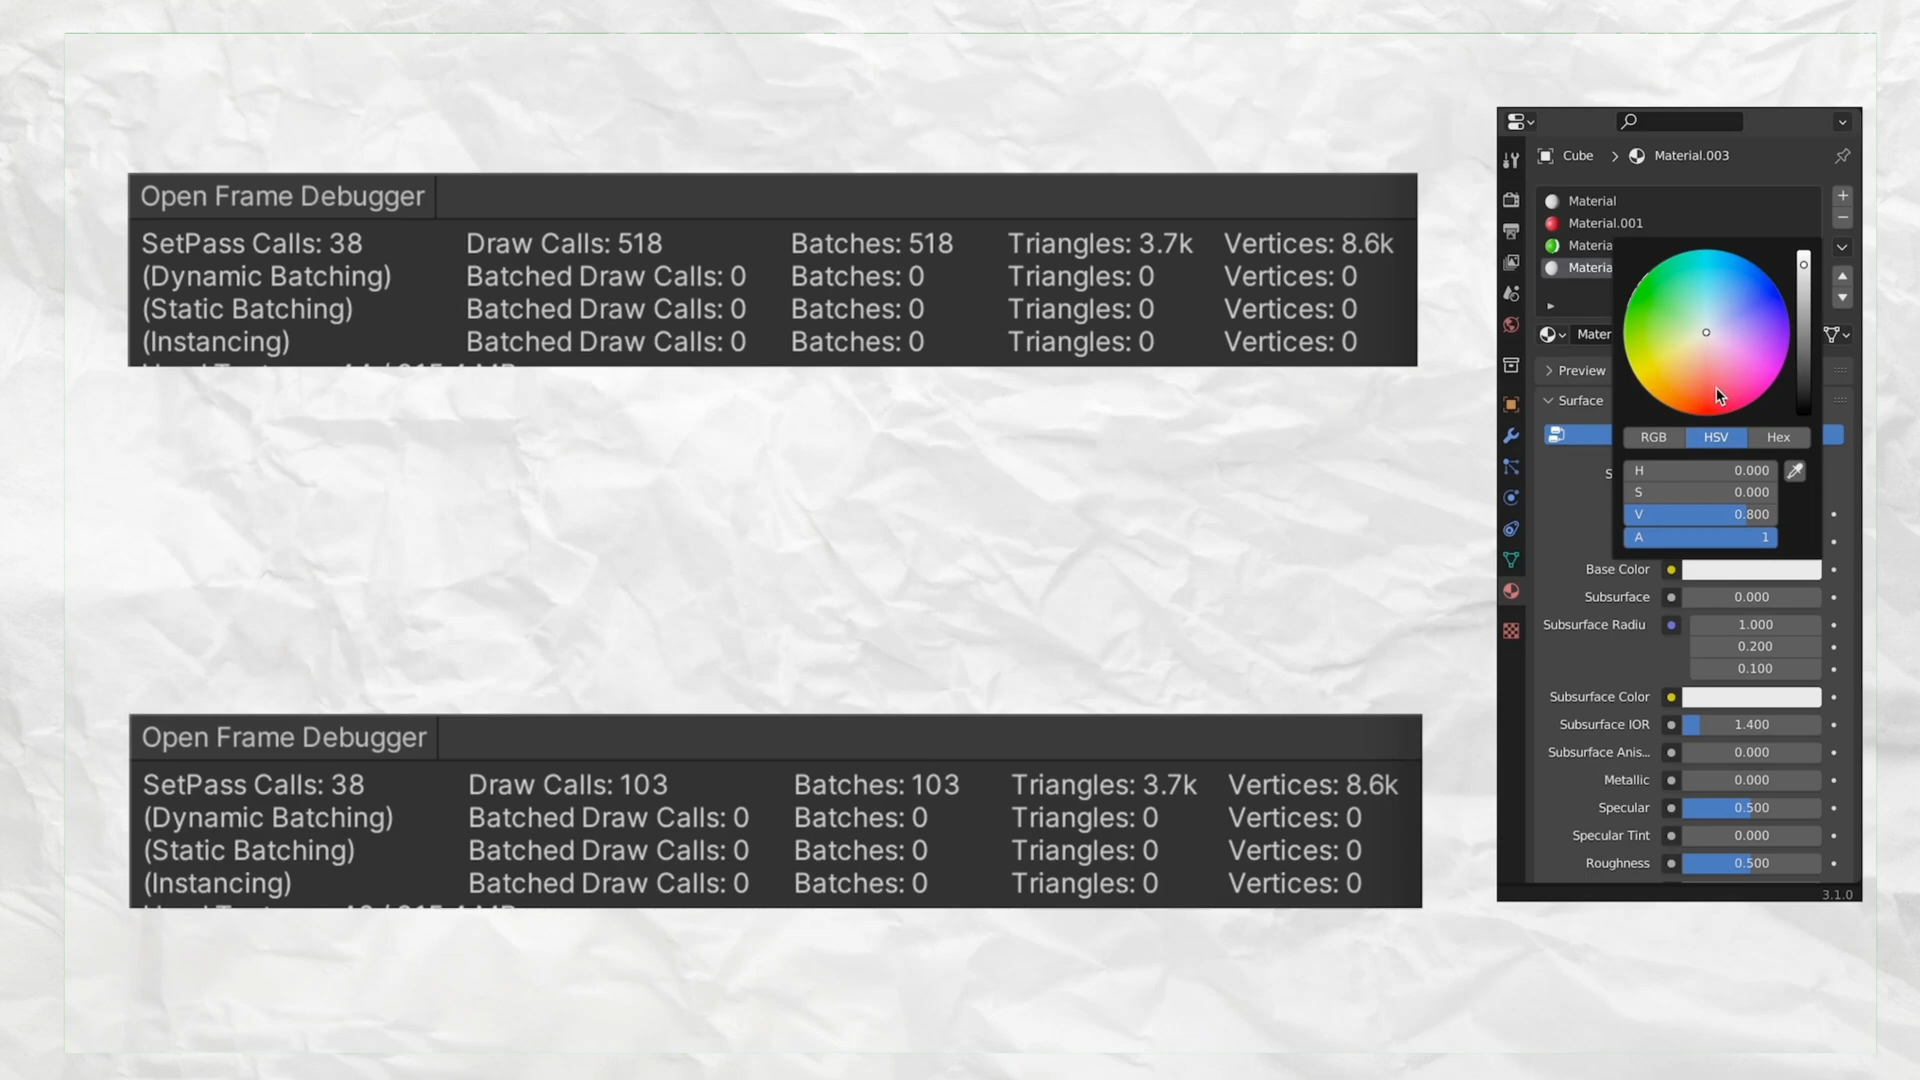 Open Frame Debugger
SetPass Calls: 38 Draw Calls: 518 Batches: 518 Triangles: 3.7k Vertices: 8.6k
(Dynamic Batching) Batched Draw Calls: 0 Batches: 0 Triangles: 0 Vertices: 0
(Static Batching) Batched Draw Calls: 0 Batches: 0 Triangles: 0 Vertices: 0
(Instancing) Batched Draw Calls: 0 Batches: 0 Triangles: 0 Vertices: 0
Open Frame Debugger
SetPass Calls: 38 Draw Calls: 103 Batches: 103 Triangles: 3.7k Vertices: 8.6k
(Dynamic Batching) Batched Draw Calls: 0 Batches: 0 Triangles: 0 Vertices: 0
(Static Batching) Batched Draw Calls: 0 Batches: 0 Triangles: 0 Vertices: 0
(Instancing) Batched Draw Calls: 0 Batches: 0 Triangles: 0 Vertices: 0
Cube > Material.003
Material
Material.001
Materia
Materia
Mater
Preview
Surface
RGB HSV Hex
S
H 0.000
S 0.000
V 0.800
A 1
Base Color
Subsurface 0.000
Subsurface Radiu 1.000
0.200
0.100
Subsurface Color
Subsurface IOR 1.400
Subsurface Anis... 0.000
Metallic 0.000
Specular 0.500
Specular Tint 0.000
Roughness 0.500
3.1.0